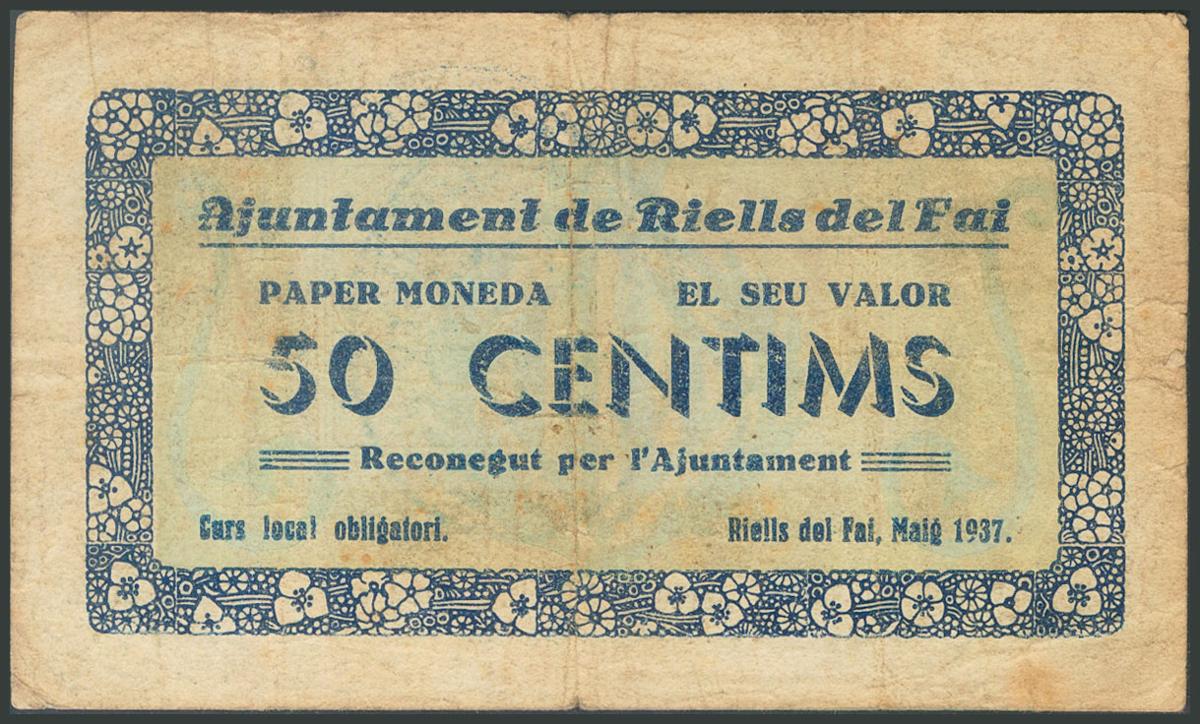 Ajuntament de Riells del Fai
PAPER MONEDA EL SEU VALOR
50 CENTIMS
Reconegut per l'Ajuntament
Curs local obligatori. Riells del Fai, Maig 1937.